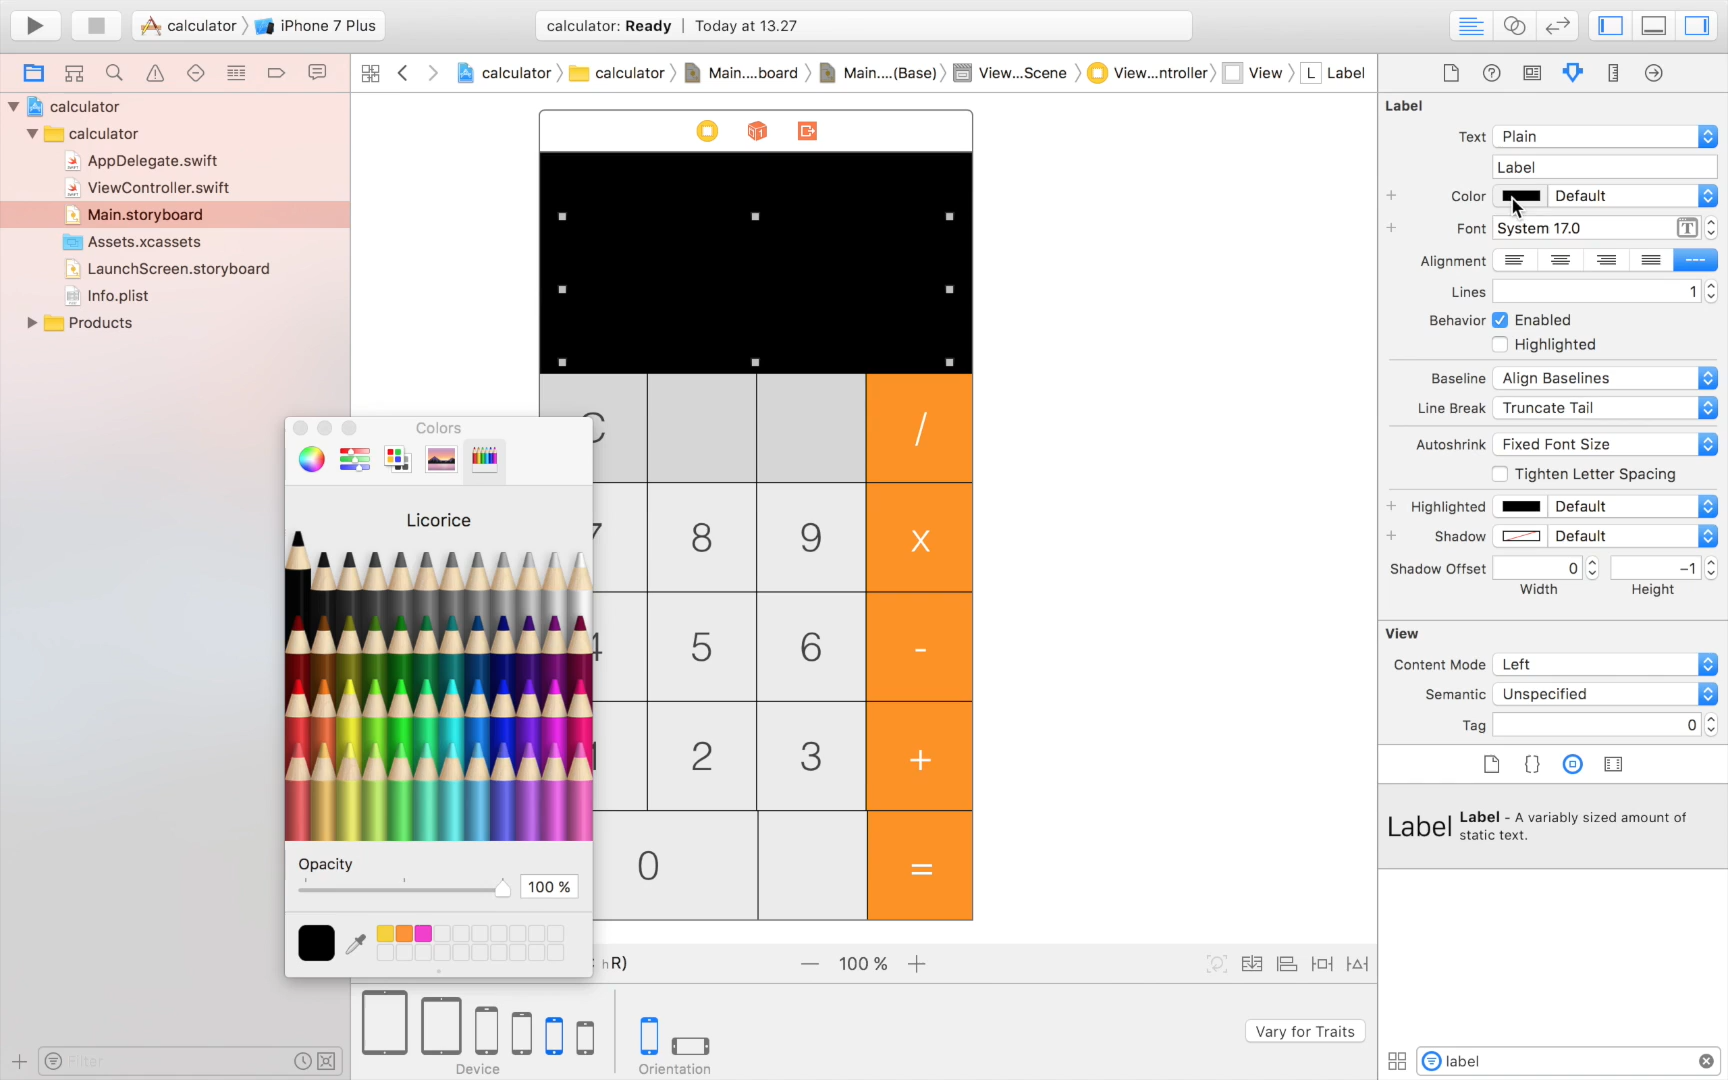 calculator iPhone 7 Plus
calculator: Ready Today at 13.27
calculator calculator Main....board Main....(Base) View...Scene View...ntroller View L Label
calculator
calculator
AppDelegate.swift
ViewController.swift
Main.storyboard
Assets.xcassets
LaunchScreen.storyboard
Info.plist
Products
Filter
Colors
Licorice
Opacity
100 %
C /
7 8 9 x
4 5 6 -
1 2 3 +
0 =
hR)
100 %
Device
Orientation
Vary for Traits
Label
Text Plain
Label
Color Default
Font System 17.0
Alignment
Lines 1
Behavior Enabled
Highlighted
Baseline Align Baselines
Line Break Truncate Tail
Autoshrink Fixed Font Size
Tighten Letter Spacing
Highlighted Default
Shadow Default
Shadow Offset 0 -1
Width Height
View
Content Mode Left
Semantic Unspecified
Tag 0
Label Label - A variably sized amount of
static text.
label